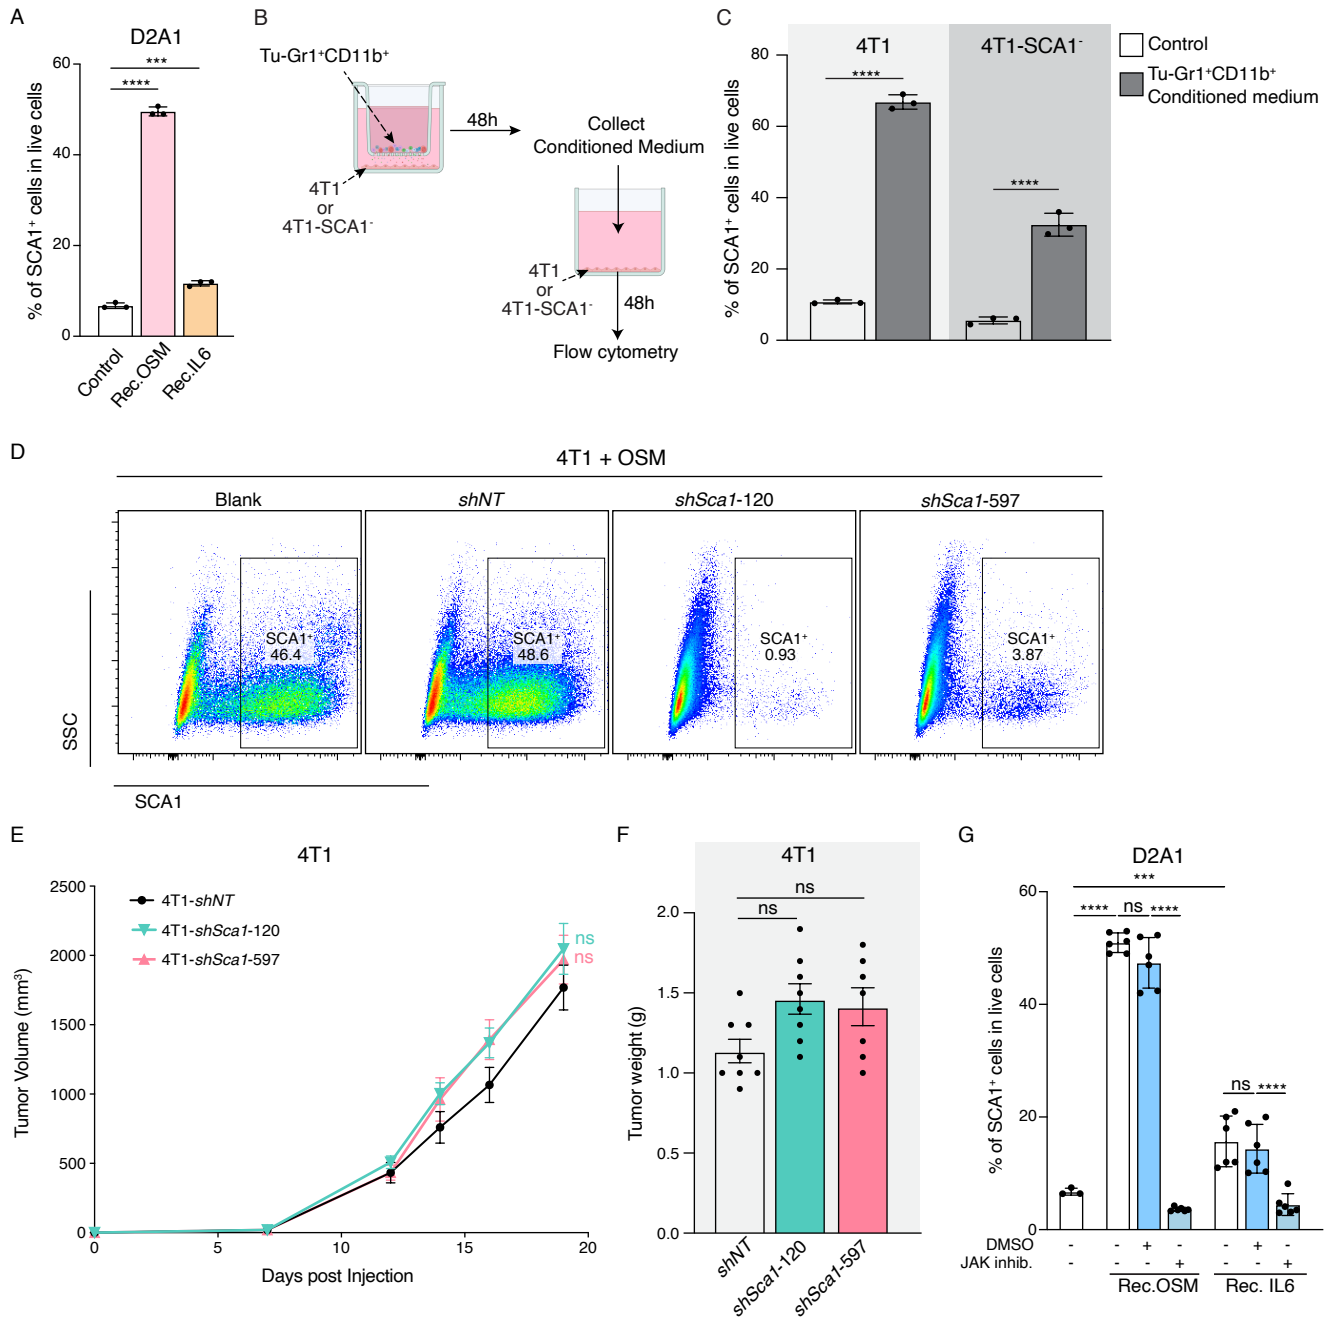 A
D2A1
% of SCA1⁺ cells in live cells
60
40
20
0
***
****
Control
Rec.OSM
Rec.IL6
B
Tu-Gr1⁺CD11b⁺
4T1
or
4T1-SCA1⁻
48h
Collect
Conditioned Medium
4T1
or
4T1-SCA1⁻
48h
Flow cytometry
C
% of SCA1⁺ cells in live cells
80
60
40
20
0
4T1
4T1-SCA1⁻
****
****
Control
Tu-Gr1⁺CD11b⁺
Conditioned medium
D
4T1 + OSM
Blank
shNT
shSca1-120
shSca1-597
SCA1⁺
46.4
SCA1⁺
48.6
SCA1⁺
0.93
SCA1⁺
3.87
SSC
SCA1
E
4T1
Tumor Volume (mm³)
2500
2000
1500
1000
500
0
4T1-shNT
4T1-shSca1-120
4T1-shSca1-597
ns
ns
0
5
10
15
20
Days post Injection
F
4T1
Tumor weight (g)
2.0
1.5
1.0
0.5
0.0
ns
ns
shNT
shSca1-120
shSca1-597
G
D2A1
% of SCA1⁺ cells in live cells
60
40
20
0
***
**** ns ****
ns ****
DMSO - - + - - + -
JAK inhib. - - - + - - +
Rec.OSM
Rec. IL6